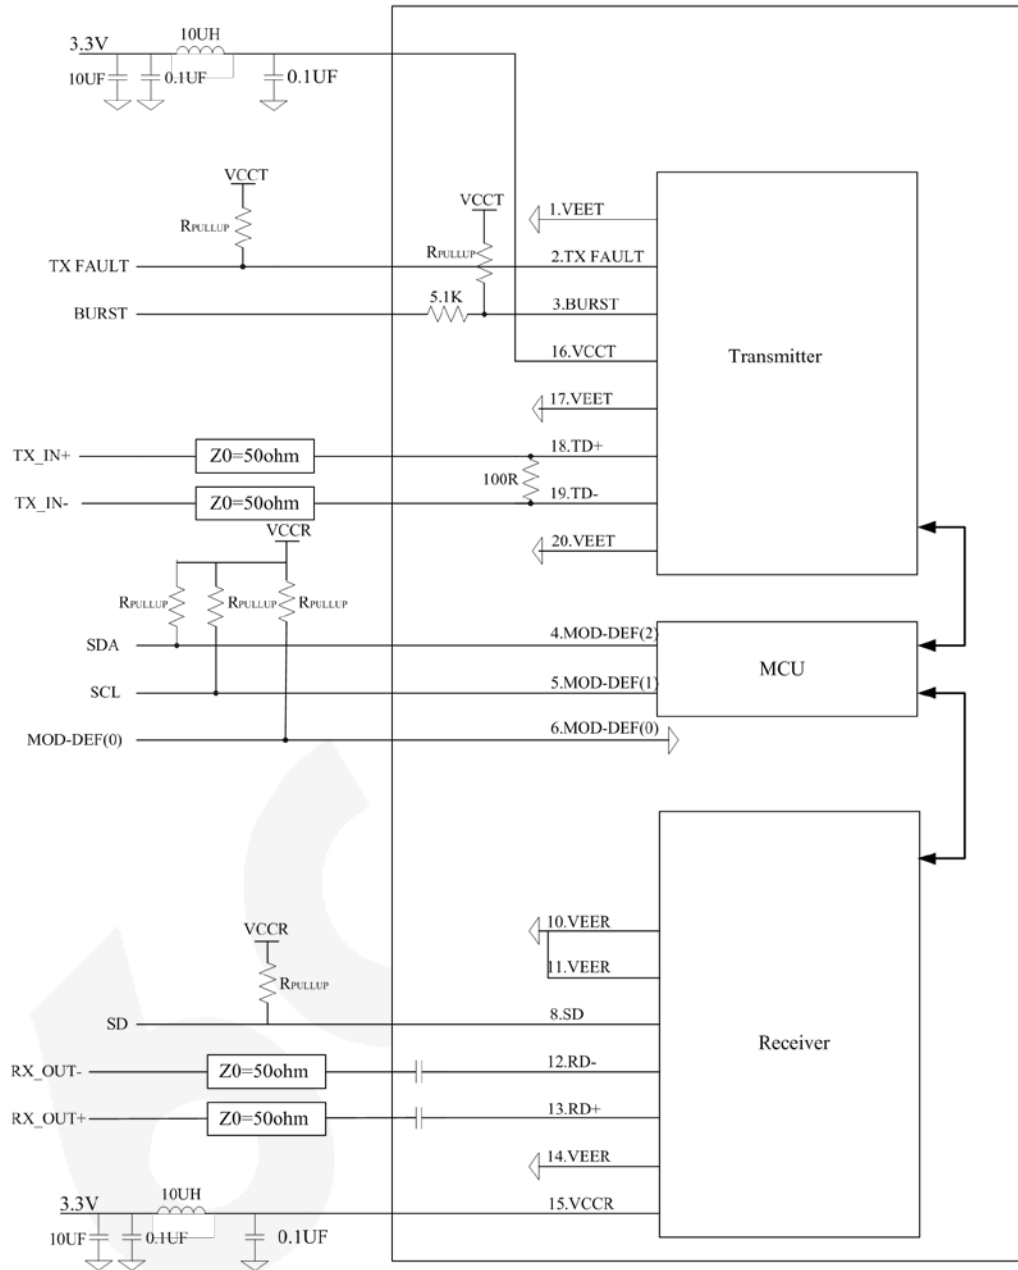 3.3V
10UH
10UF
0.1UF
0.1UF
VCCT
RPULLUP
VCCT
RPULLUP
1.VEET
TX FAULT
2.TX FAULT
BURST
5.1K
3.BURST
16.VCCT
Transmitter
17.VEET
TX_IN+
Z0=50ohm
18.TD+
100R
TX_IN-
Z0=50ohm
19.TD-
VCCR
20.VEET
RPULLUP
RPULLUP
RPULLUP
SDA
4.MOD-DEF(2)
MCU
SCL
5.MOD-DEF(1)
MOD-DEF(0)
6.MOD-DEF(0)
VCCR
RPULLUP
10.VEER
11.VEER
SD
8.SD
Receiver
RX_OUT-
Z0=50ohm
12.RD-
RX_OUT+
Z0=50ohm
13.RD+
14.VEER
3.3V
10UH
15.VCCR
10UF
0.1UF
0.1UF